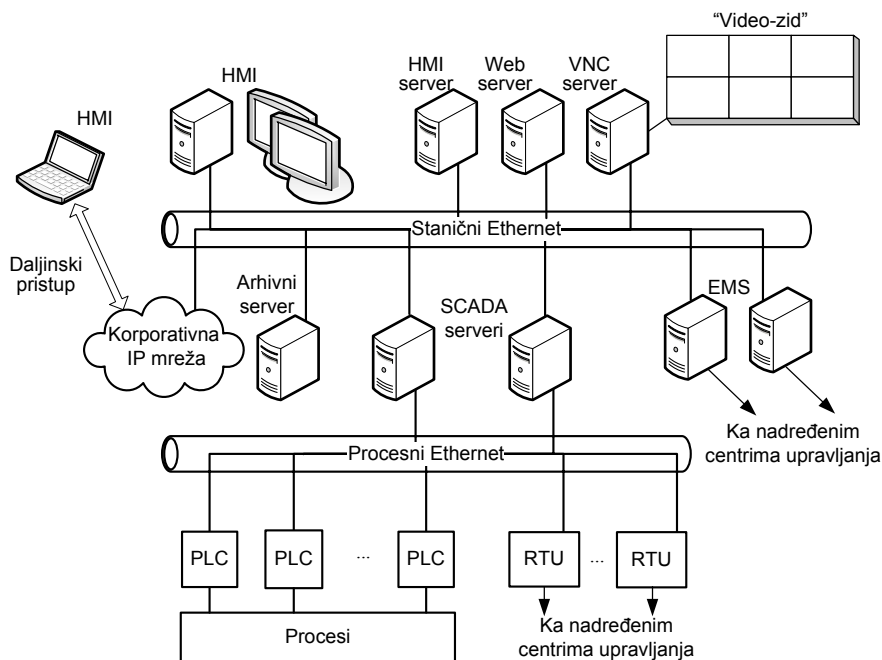 “Video-zid”
HMI
server
Web
server
VNC
server
HMI
HMI
Stanični Ethernet
Daljinski
pristup
Arhivni
server
SCADA
serveri
EMS
Korporativna
IP mreža
Ka nadređenim
centrima upravljanja
Procesni Ethernet
PLC
PLC
...
PLC
RTU
...
RTU
Procesi
Ka nadređenim
centrima upravljanja